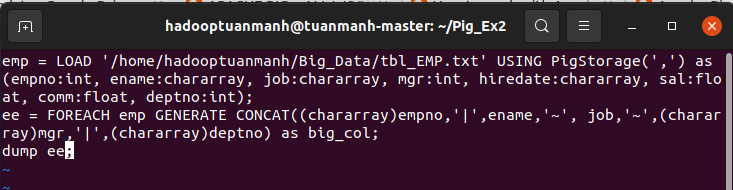 hadooptuanmanh@tuanmanh-master: ~/Pig_Ex2
emp = LOAD '/home/hadooptuanmanh/Big_Data/tbl_EMP.txt' USING PigStorage(',') as
(empno:int, ename:chararray, job:chararray, mgr:int, hiredate:chararray, sal:flo
at, comm:float, deptno:int);
ee = FOREACH emp GENERATE CONCAT((chararray)empno,'|',ename,'~', job,'~',(charar
ray)mgr,'|',(chararray)deptno) as big_col;
dump ee;
~
~